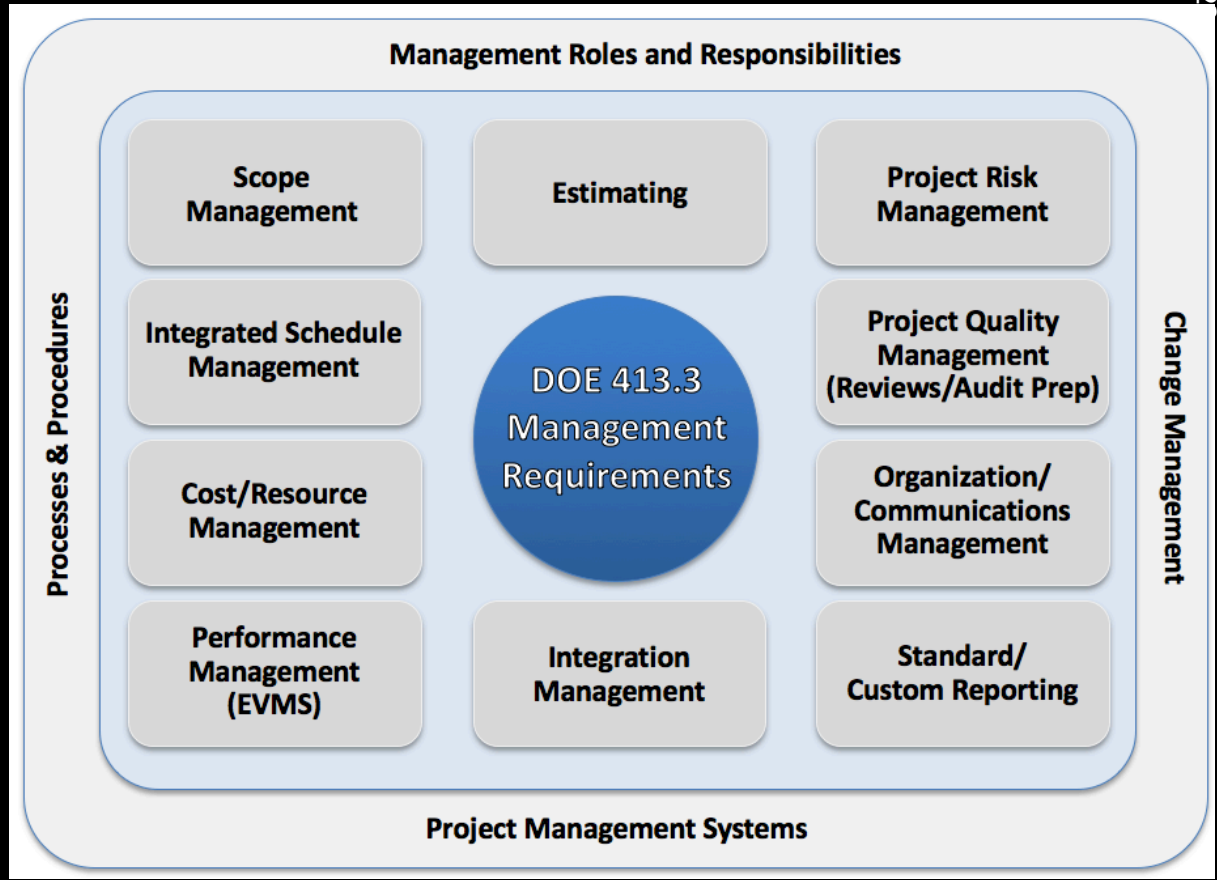 Management Roles and Responsibilities
Scope
Management
Estimating
Project Risk
Management
Processes & Procedures
Integrated Schedule
Management
DOE 413.3
Management
Requirements
Project Quality
Management
(Reviews/Audit Prep)
Change Management
Cost/Resource
Management
Organization/
Communications
Management
Performance
Management
(EVMS)
Integration
Management
Standard/
Custom Reporting
Project Management Systems